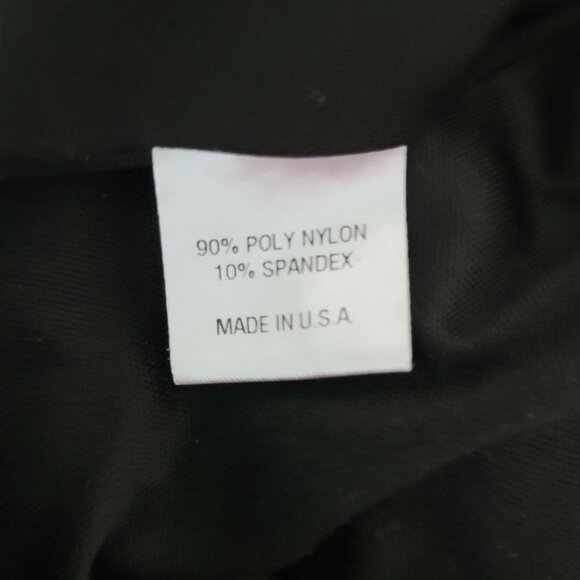 90% POLY NYLON
10% SPANDEX
MADE IN U.S.A.